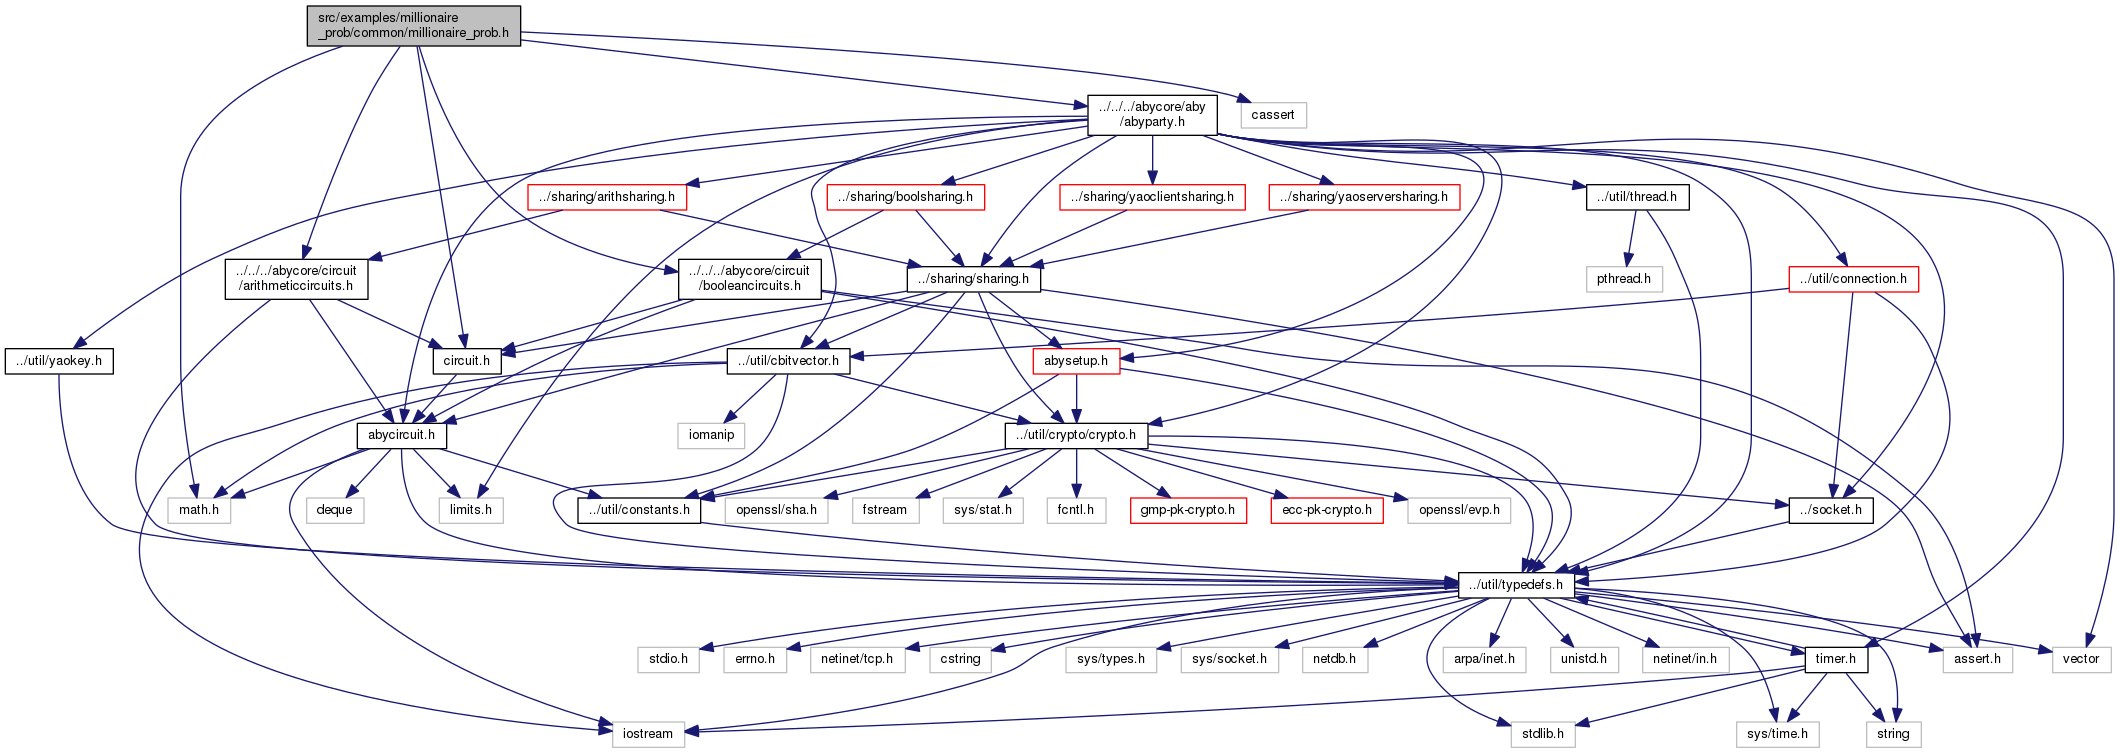 src/examples/millionaire
_prob/common/millionaire_prob.h
../../../abycore/aby
/abyparty.h
cassert
../sharing/arithsharing.h
../sharing/boolsharing.h
../sharing/yaoclientsharing.h
../sharing/yaoserversharing.h
../util/thread.h
../../../abycore/circuit
/arithmeticcircuits.h
../../../abycore/circuit
/booleancircuits.h
../sharing/sharing.h
pthread.h
../util/connection.h
../util/yaokey.h
circuit.h
../util/cbitvector.h
abysetup.h
abycircuit.h
iomanip
../util/crypto/crypto.h
math.h
deque
limits.h
../util/constants.h
openssl/sha.h
fstream
sys/stat.h
fcntl.h
gmp-pk-crypto.h
ecc-pk-crypto.h
openssl/evp.h
../socket.h
../util/typedefs.h
stdio.h
errno.h
netinet/tcp.h
cstring
sys/types.h
sys/socket.h
netdb.h
arpa/inet.h
unistd.h
netinet/in.h
timer.h
assert.h
vector
iostream
stdlib.h
sys/time.h
string